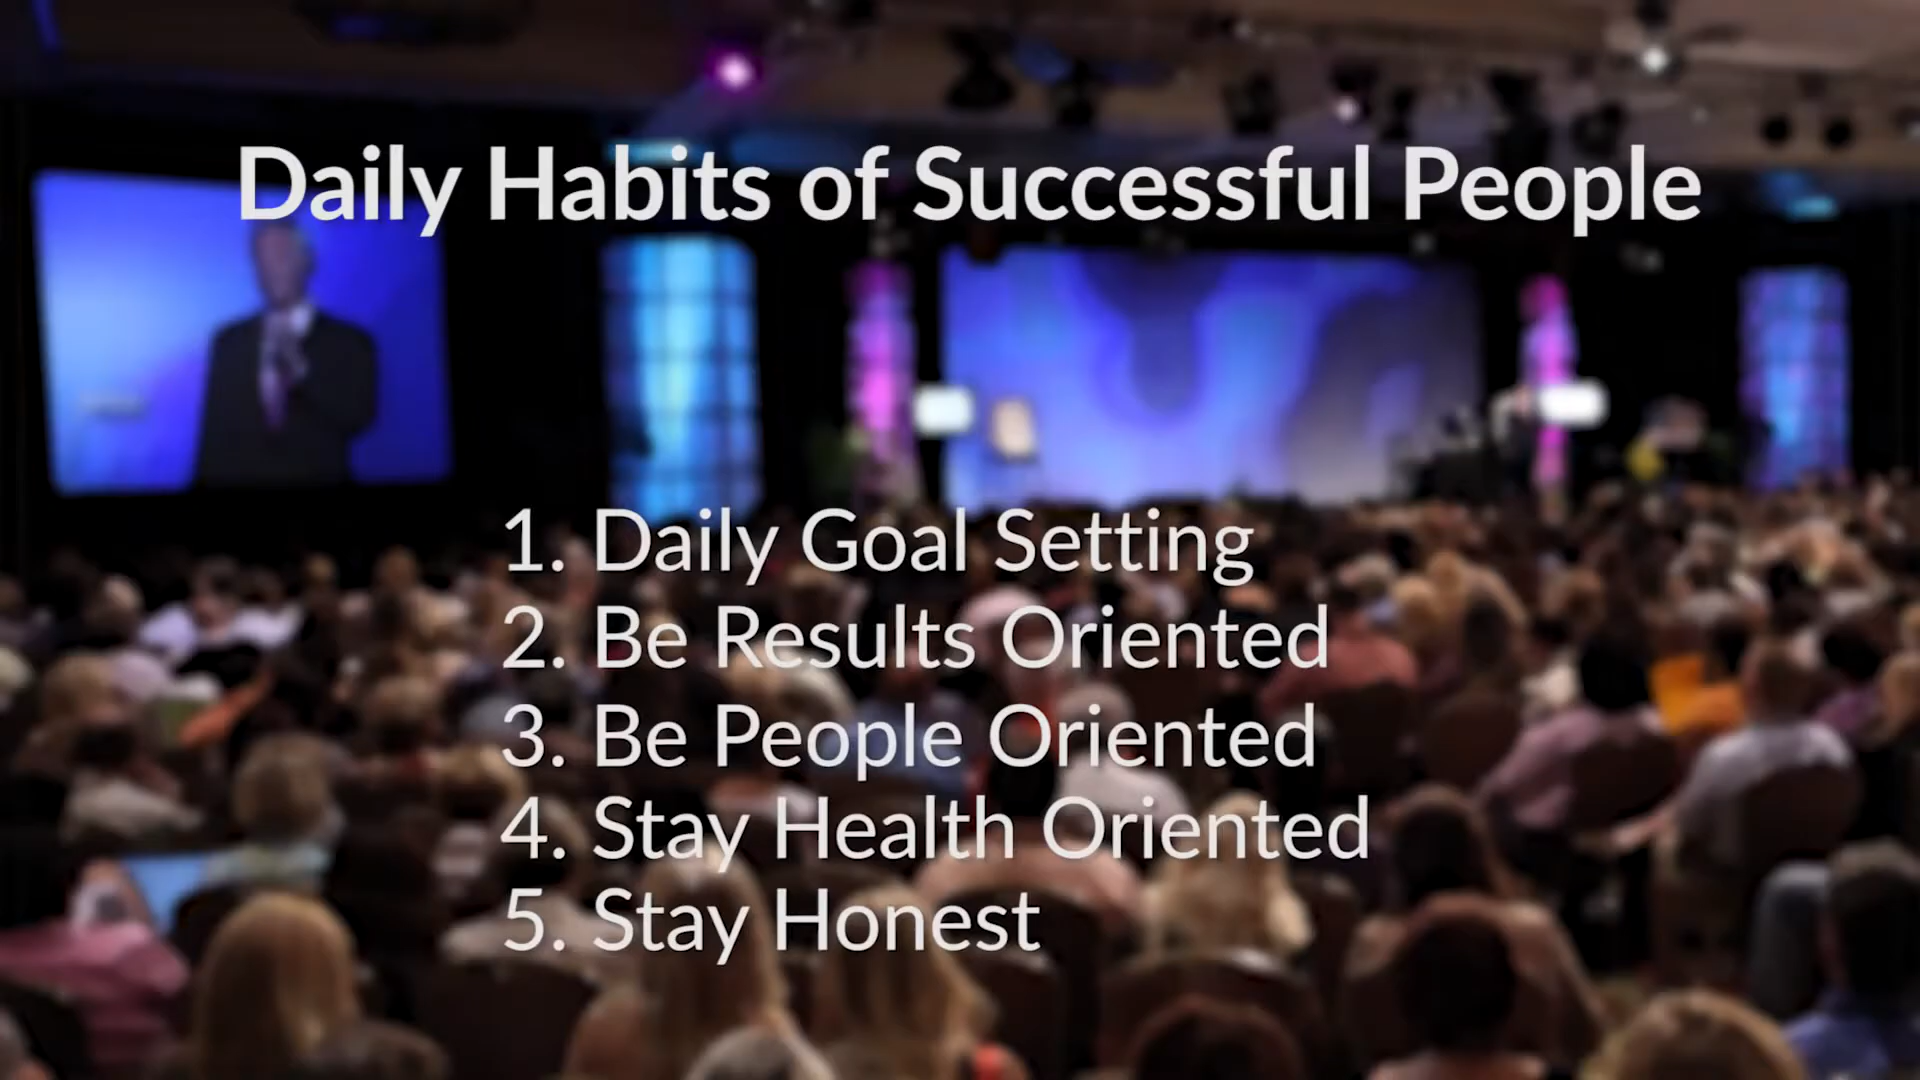 Daily Habits of Successful People
1. Daily Goal Setting
2. Be Results Oriented
3. Be People Oriented
4. Stay Health Oriented
5. Stay Honest